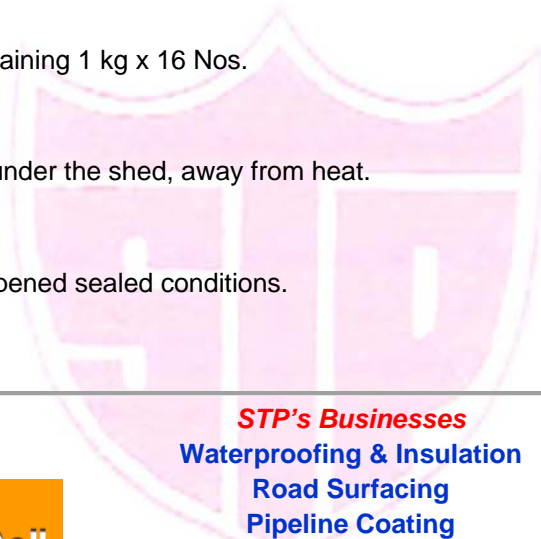 aining 1 kg x 16 Nos.
under the shed, away from heat.
pened sealed conditions.
STP
STP's Businesses
Waterproofing & Insulation
Road Surfacing
Pipeline Coating